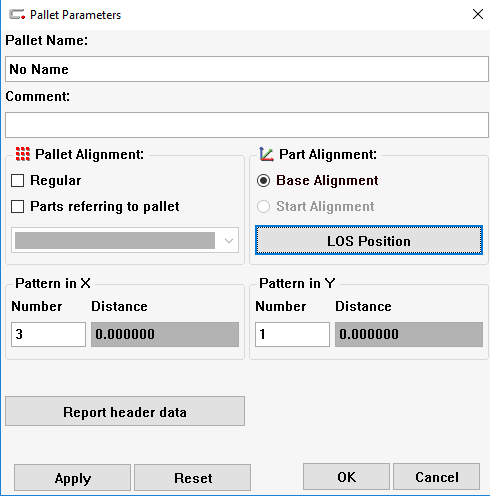 Pallet Parameters
Pallet Name:
No Name
Comment:
Pallet Alignment:
Regular
Parts referring to pallet
Part Alignment:
Base Alignment
Start Alignment
LOS Position
Pattern in X
Number Distance
3 0.000000
Pattern in Y
Number Distance
1 0.000000
Report header data
Apply Reset OK Cancel